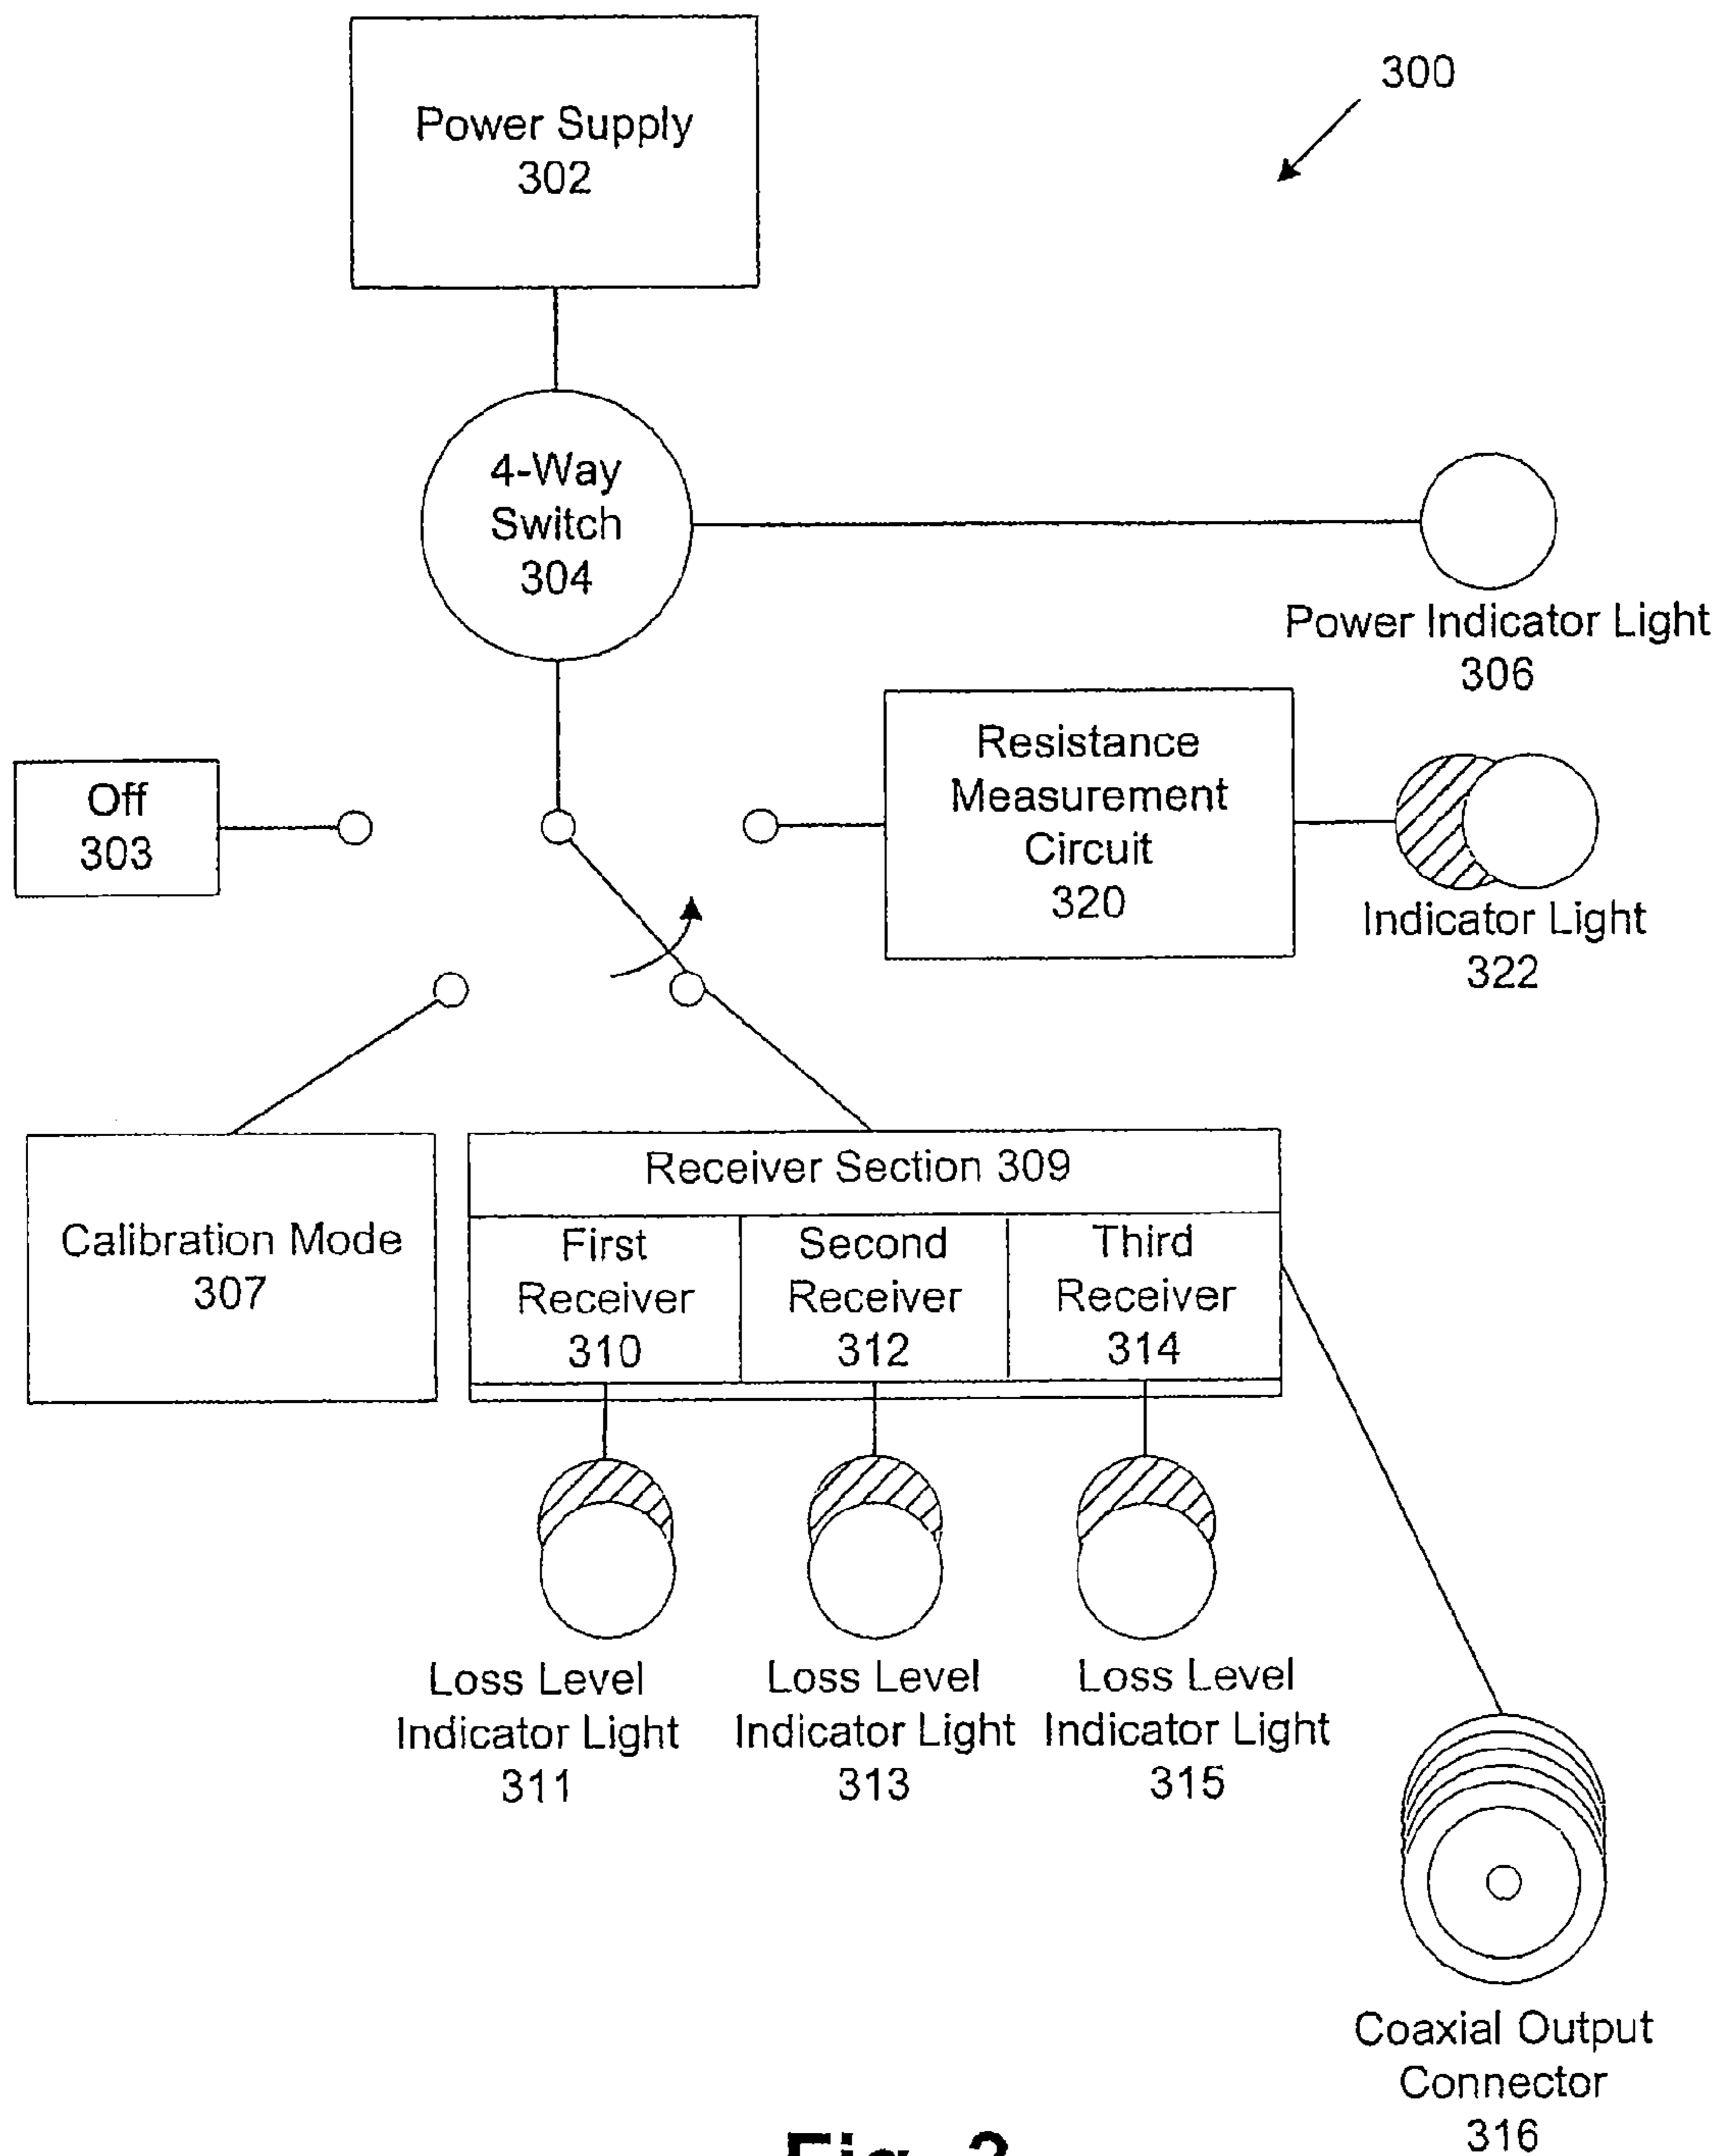 300
Power Supply
302
4-Way
Switch
304
Power Indicator Light
306
Off
303
Resistance
Measurement
Circuit
320
Indicator Light
322
Calibration Mode
307
Receiver Section 309
First
Receiver
310
Second
Receiver
312
Third
Receiver
314
Loss Level
Indicator Light
311
Loss Level
Indicator Light
313
Loss Level
Indicator Light
315
Coaxial Output
Connector
316